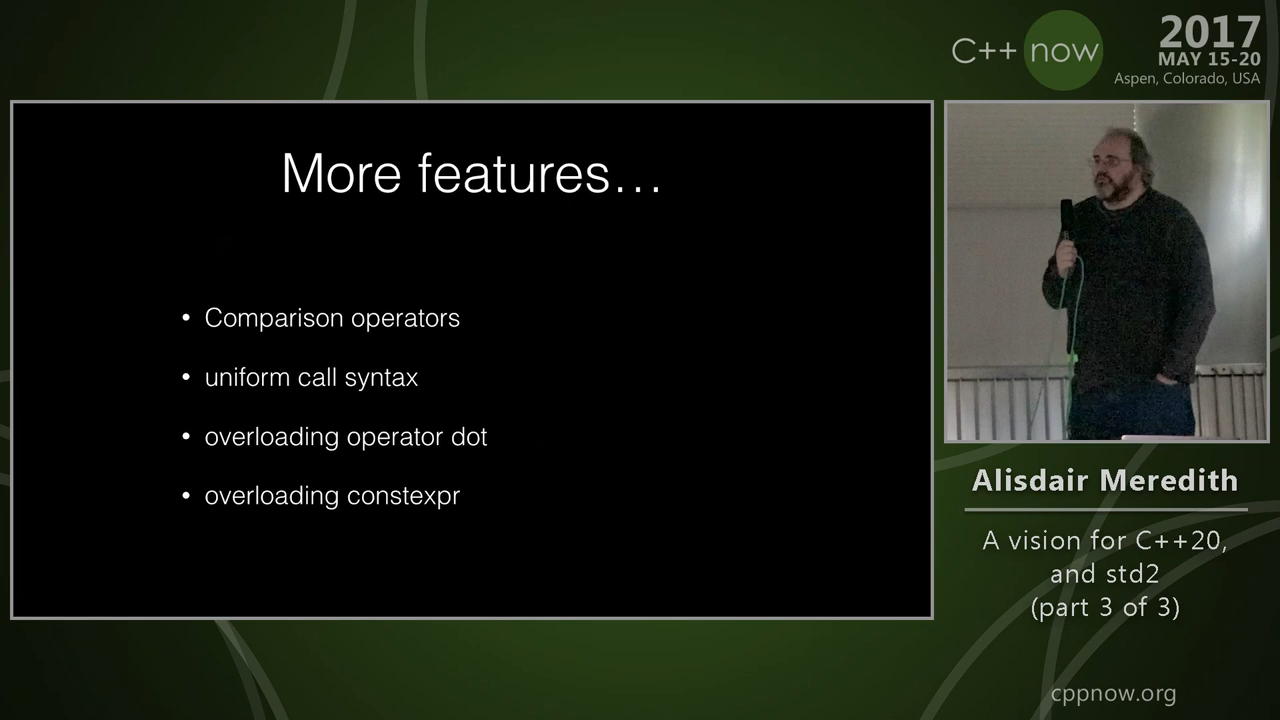 C++ now
2017
MAY 15-20
Aspen, Colorado, USA
More features...
• Comparison operators
• uniform call syntax
• overloading operator dot
• overloading constexpr
Alisdair Meredith
A vision for C++20,
and std2
(part 3 of 3)
cppnow.org